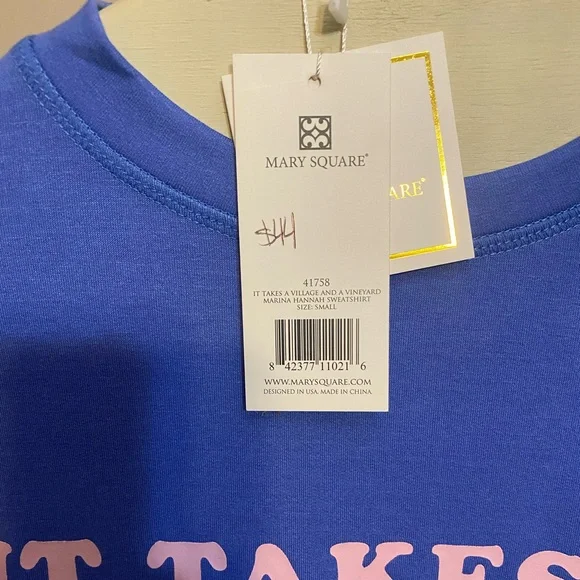 MARY SQUARE®
ARE®
$44
41758
IT TAKES A VILLAGE AND A VINEYARD
MARINA HANNAH SWEATSHIRT
SIZE: SMALL
8 42377 11021 6
WWW.MARYSQUARE.COM
DESIGNED IN USA. MADE IN CHINA.
IT TAKES